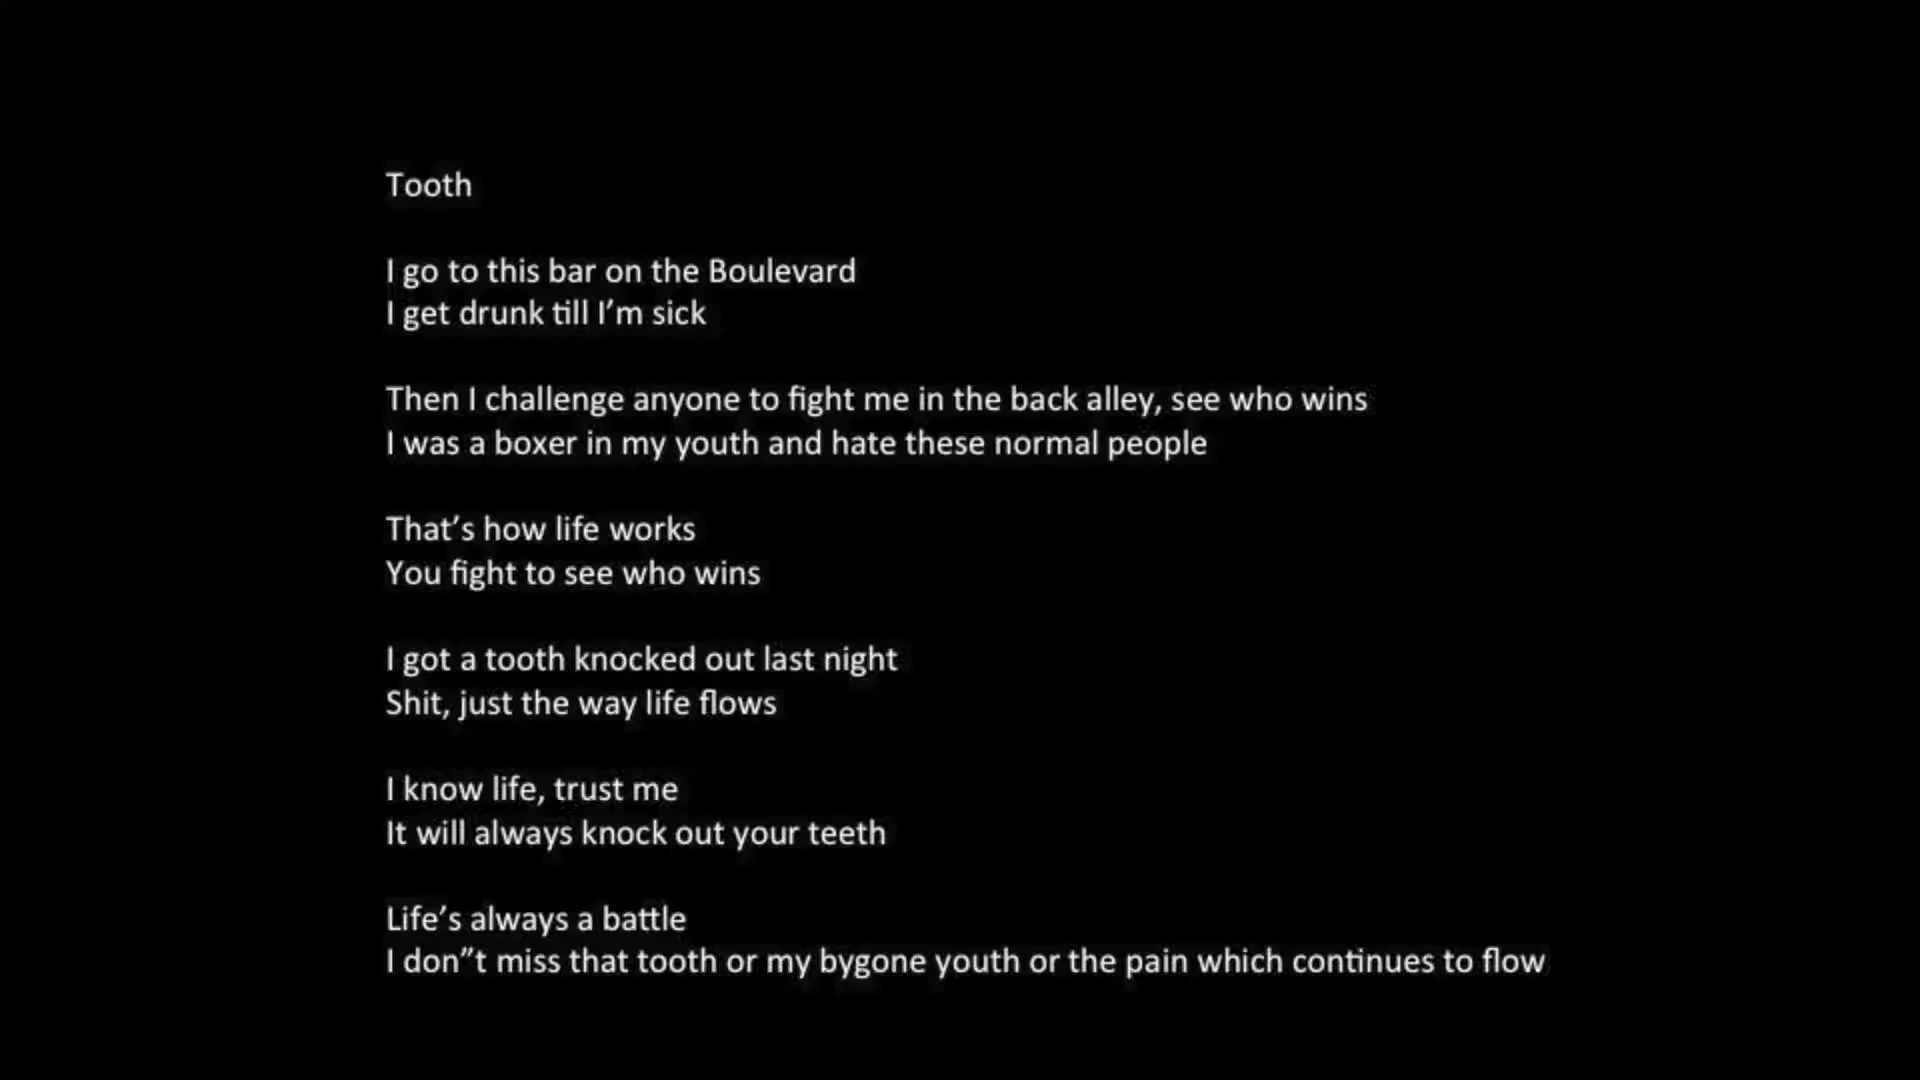 Tooth
I go to this bar on the Boulevard
I get drunk till I’m sick
Then I challenge anyone to fight me in the back alley, see who wins
I was a boxer in my youth and hate these normal people
That’s how life works
You fight to see who wins
I got a tooth knocked out last night
Shit, just the way life flows
I know life, trust me
It will always knock out your teeth
Life’s always a battle
I don”t miss that tooth or my bygone youth or the pain which continues to flow